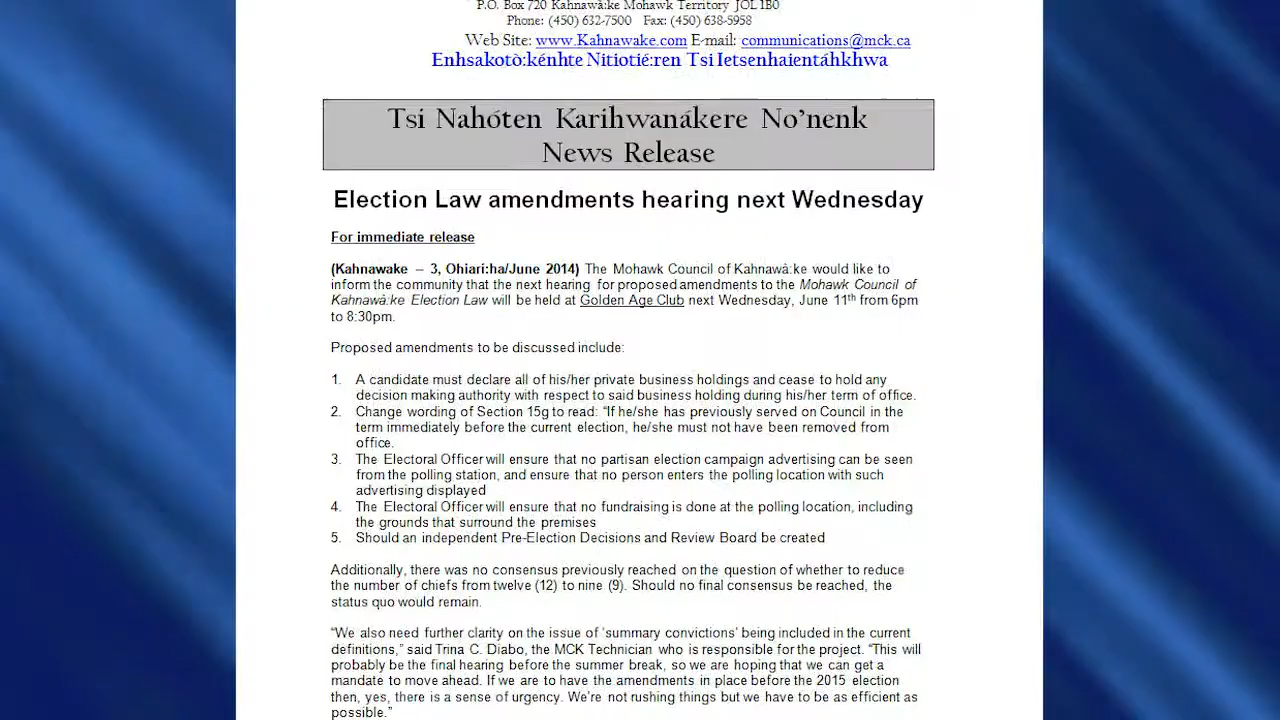 P.O. Box 720 Kahnawà:ke Mohawk Territory JOL 1B0
Phone: (450) 632-7500 Fax: (450) 638-5958
Web Site: www.Kahnawake.com E-mail: communications@mck.ca
Enhsakotò:kénhte Nitiotié:ren Tsi Ietsenhaientáhkhwa
Tsi Nahóten Karihwanákere No'nenk
News Release
Election Law amendments hearing next Wednesday
For immediate release
(Kahnawake – 3, Ohiarí:ha/June 2014) The Mohawk Council of Kahnawà:ke would like to
inform the community that the next hearing for proposed amendments to the Mohawk Council of
Kahnawà:ke Election Law will be held at Golden Age Club next Wednesday, June 11th from 6pm
to 8:30pm.
Proposed amendments to be discussed include:
1. A candidate must declare all of his/her private business holdings and cease to hold any
decision making authority with respect to said business holding during his/her term of office.
2. Change wording of Section 15g to read: "If he/she has previously served on Council in the
term immediately before the current election, he/she must not have been removed from
office.
3. The Electoral Officer will ensure that no partisan election campaign advertising can be seen
from the polling station, and ensure that no person enters the polling location with such
advertising displayed
4. The Electoral Officer will ensure that no fundraising is done at the polling location, including
the grounds that surround the premises
5. Should an independent Pre-Election Decisions and Review Board be created
Additionally, there was no consensus previously reached on the question of whether to reduce
the number of chiefs from twelve (12) to nine (9). Should no final consensus be reached, the
status quo would remain.
"We also need further clarity on the issue of 'summary convictions' being included in the current
definitions," said Trina C. Diabo, the MCK Technician who is responsible for the project. "This will
probably be the final hearing before the summer break, so we are hoping that we can get a
mandate to move ahead. If we are to have the amendments in place before the 2015 election
then, yes, there is a sense of urgency. We're not rushing things but we have to be as efficient as
possible."